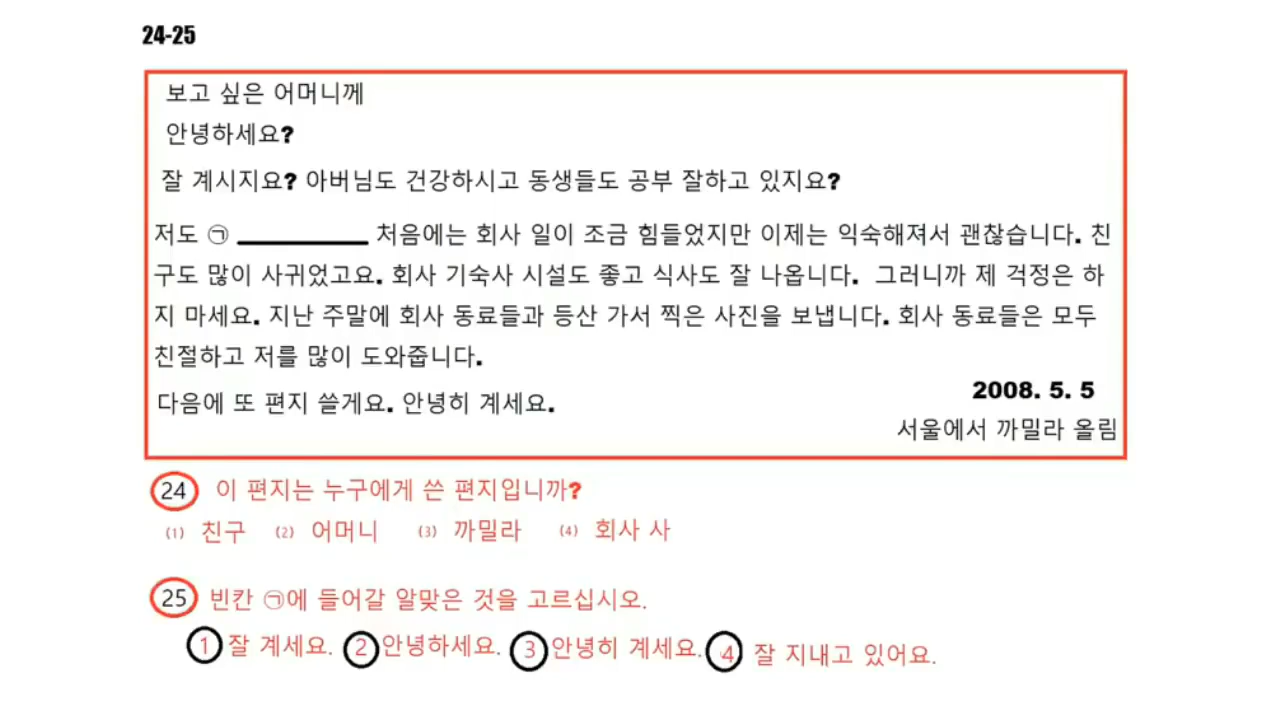 24-25
보고 싶은 어머니께
안녕하세요?
잘 계시지요? 아버님도 건강하시고 동생들도 공부 잘하고 있지요?
저도 ㉠ __________ 처음에는 회사 일이 조금 힘들었지만 이제는 익숙해져서 괜찮습니다. 친
구도 많이 사귀었고요. 회사 기숙사 시설도 좋고 식사도 잘 나옵니다. 그러니까 제 걱정은 하
지 마세요. 지난 주말에 회사 동료들과 등산 가서 찍은 사진을 보냅니다. 회사 동료들은 모두
친절하고 저를 많이 도와줍니다.
다음에 또 편지 쓸게요. 안녕히 계세요.
2008. 5. 5
서울에서 까밀라 올림
24 이 편지는 누구에게 쓴 편지입니까?
⑴ 친구 ⑵ 어머니 ⑶ 까밀라 ⑷ 회사 사
25 빈칸 ㉠에 들어갈 알맞은 것을 고르십시오.
① 잘 계세요. ② 안녕하세요. ③ 안녕히 계세요. ④ 잘 지내고 있어요.